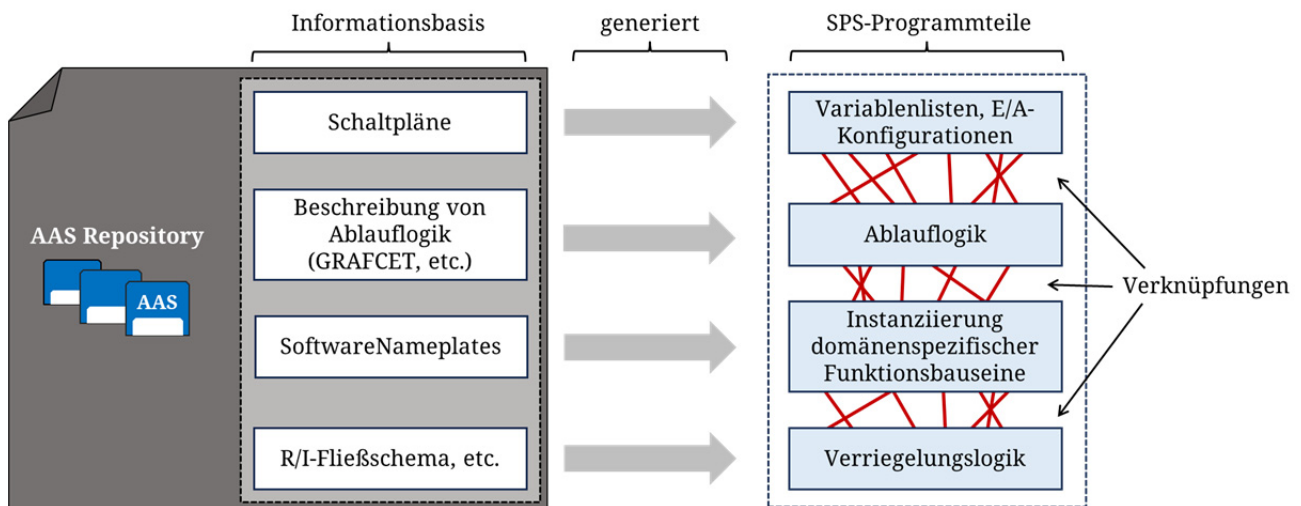 Informationsbasis
generiert
SPS-Programmteile
Schaltpläne
Variablenlisten, E/A-
Konfigurationen
AAS Repository
AAS
Beschreibung von
Ablauflogik
(GRAFCET, etc.)
Ablauflogik
Verknüpfungen
SoftwareNameplates
Instanziierung
domänenspezifischer
Funktionsbauseine
R/I-Fließschema, etc.
Verriegelungslogik